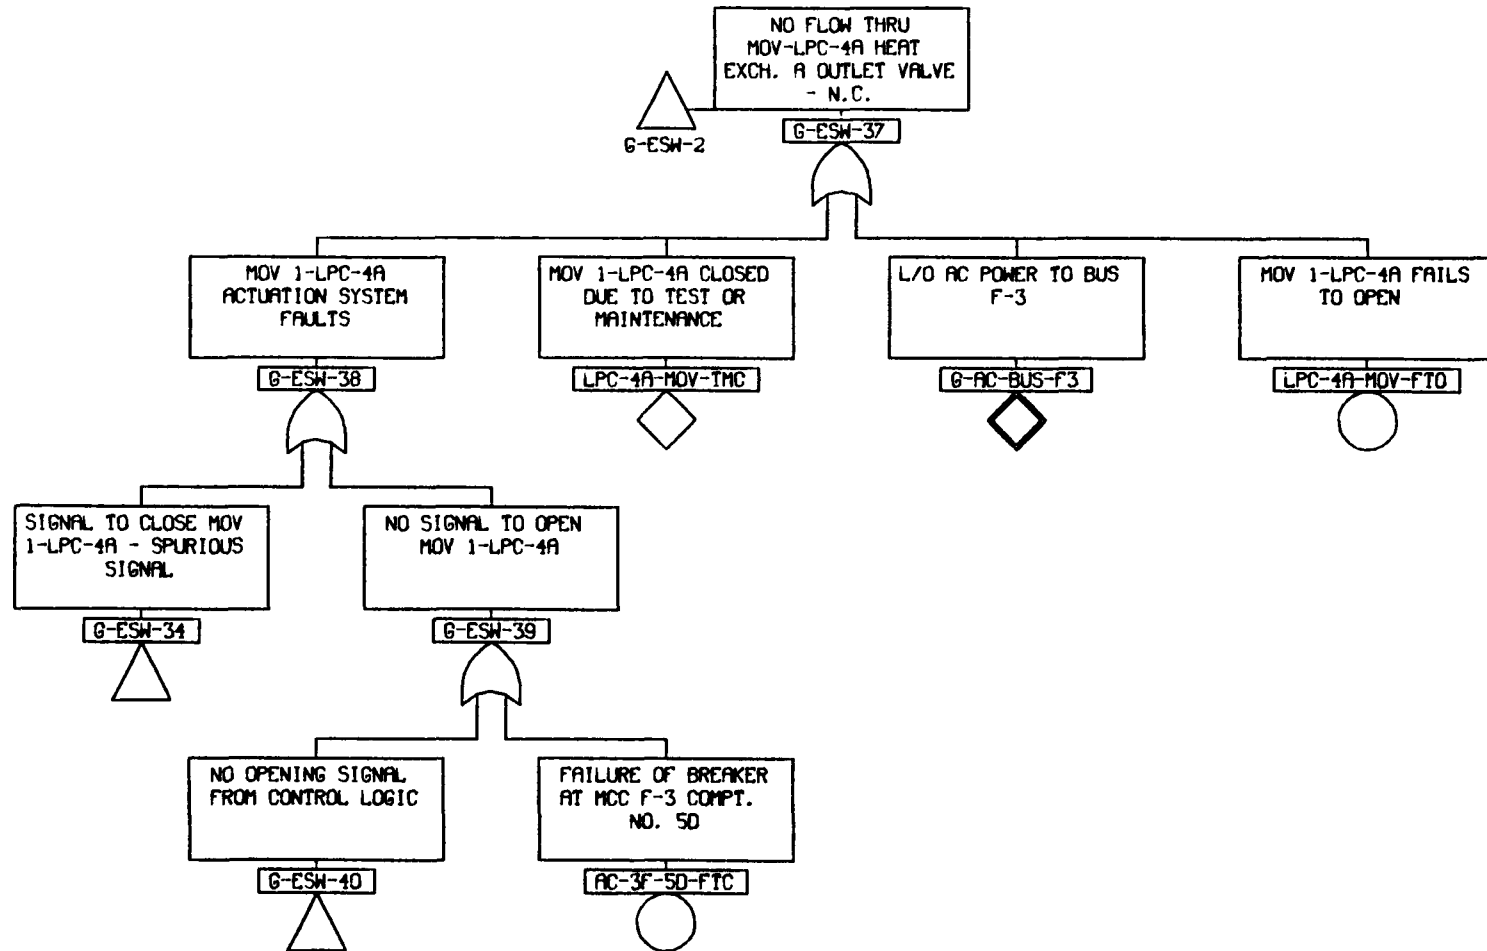 NO FLOW THRU
MOV-LPC-4A HEAT
EXCH. A OUTLET VALVE
- N.C.
G-ESW-2
G-ESW-37
MOV 1-LPC-4A
ACTUATION SYSTEM
FAULTS
G-ESW-38
MOV 1-LPC-4A CLOSED
DUE TO TEST OR
MAINTENANCE
LPC-4A-MOV-TMC
L/O AC POWER TO BUS
F-3
G-AC-BUS-F3
MOV 1-LPC-4A FAILS
TO OPEN
LPC-4A-MOV-FTO
SIGNAL TO CLOSE MOV
1-LPC-4A - SPURIOUS
SIGNAL
G-ESW-34
NO SIGNAL TO OPEN
MOV 1-LPC-4A
G-ESW-39
NO OPENING SIGNAL
FROM CONTROL LOGIC
G-ESW-40
FAILURE OF BREAKER
AT MCC F-3 COMPT.
NO. 5D
AC-3F-5D-FTC